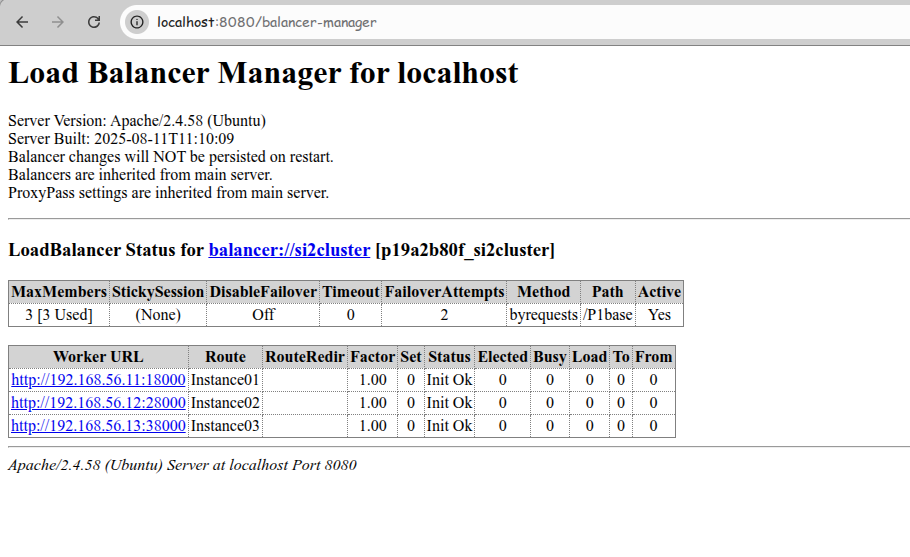 localhost:8080/balancer-manager
Load Balancer Manager for localhost
Server Version: Apache/2.4.58 (Ubuntu)
Server Built: 2025-08-11T11:10:09
Balancer changes will NOT be persisted on restart.
Balancers are inherited from main server.
ProxyPass settings are inherited from main server.
LoadBalancer Status for balancer://si2cluster [p19a2b80f_si2cluster]
MaxMembers StickySession DisableFailover Timeout FailoverAttempts Method Path Active
3 [3 Used] (None) Off 0 2 byrequests /P1base Yes
Worker URL Route RouteRedir Factor Set Status Elected Busy Load To From
http://192.168.56.11:18000 Instance01 1.00 0 Init Ok 0 0 0 0 0
http://192.168.56.12:28000 Instance02 1.00 0 Init Ok 0 0 0 0 0
http://192.168.56.13:38000 Instance03 1.00 0 Init Ok 0 0 0 0 0
Apache/2.4.58 (Ubuntu) Server at localhost Port 8080